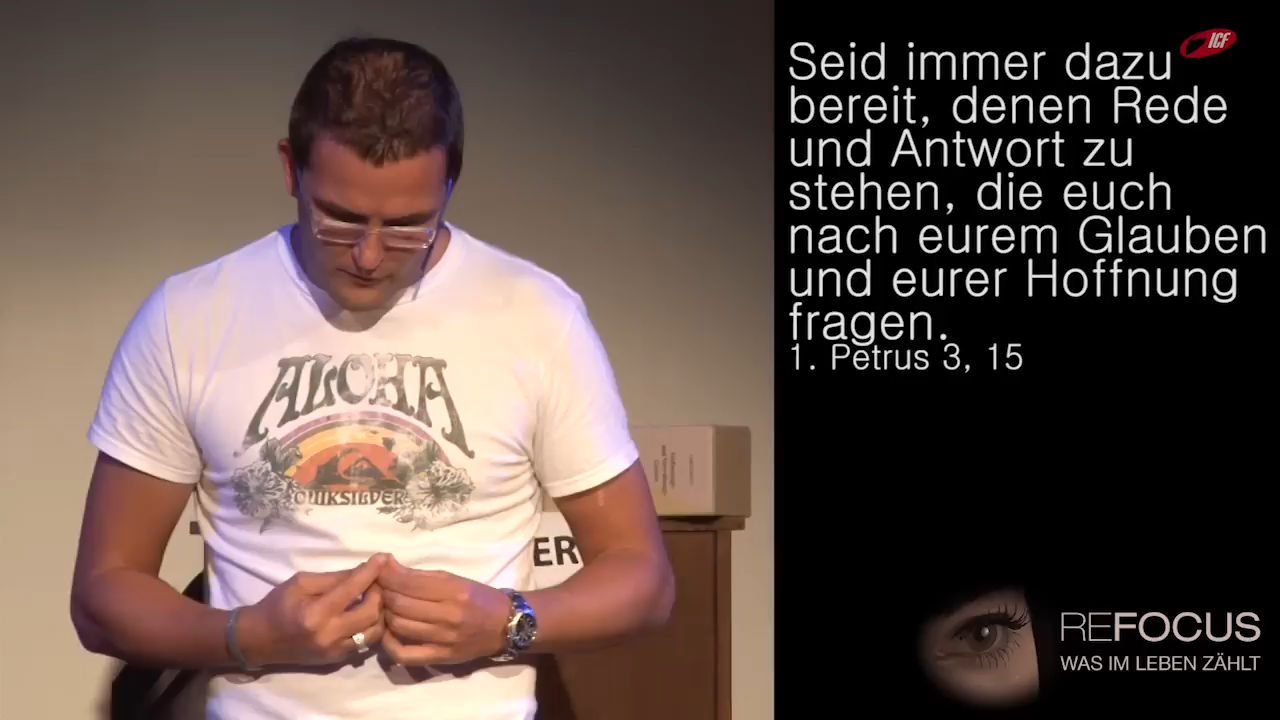 ICF
Seid immer dazu
bereit, denen Rede
und Antwort zu
stehen, die euch
nach eurem Glauben
und eurer Hoffnung
fragen.
1. Petrus 3, 15
ALOHA
QUIKSILVER
ER
REFOCUS
WAS IM LEBEN ZÄHLT